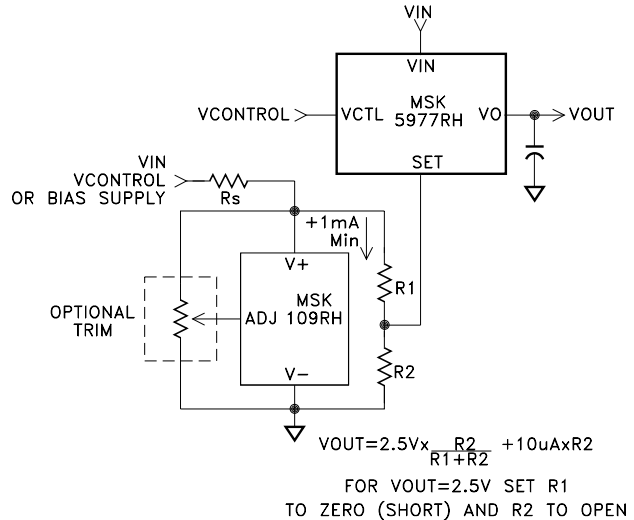 VIN
VIN
MSK
5977RH
VCONTROL
VCTL
VO
VOUT
SET
VIN
VCONTROL
OR BIAS SUPPLY
Rs
+1mA
Min
V+
R1
OPTIONAL
TRIM
MSK
ADJ 109RH
R2
V-
VOUT=2.5Vx R2 +10uAxR2
R1+R2
FOR VOUT=2.5V SET R1
TO ZERO (SHORT) AND R2 TO OPEN